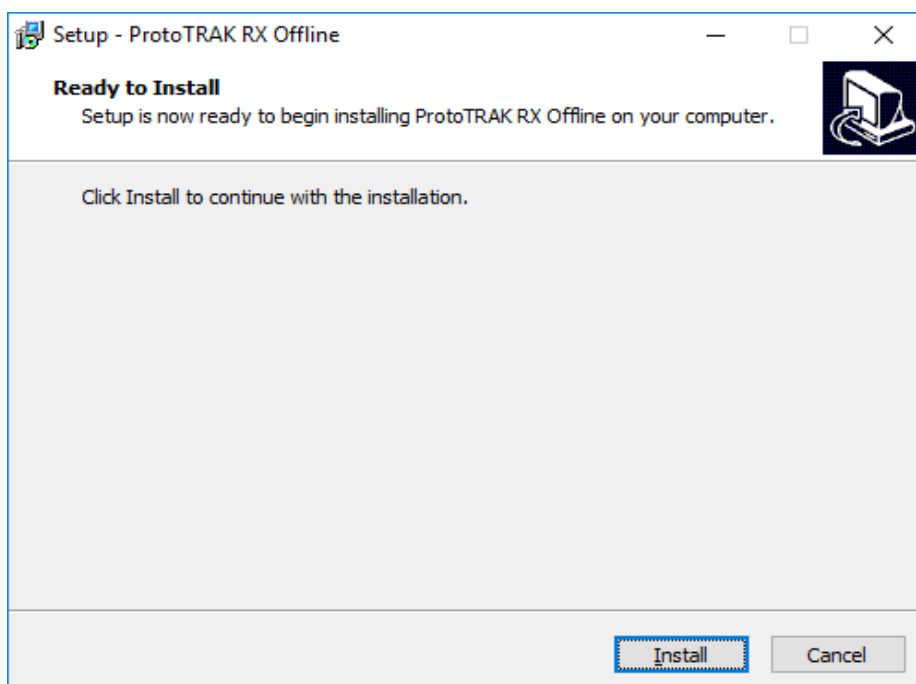 Setup - ProtoTRAK RX Offline
Ready to Install
Setup is now ready to begin installing ProtoTRAK RX Offline on your computer.
Click Install to continue with the installation.
Install
Cancel